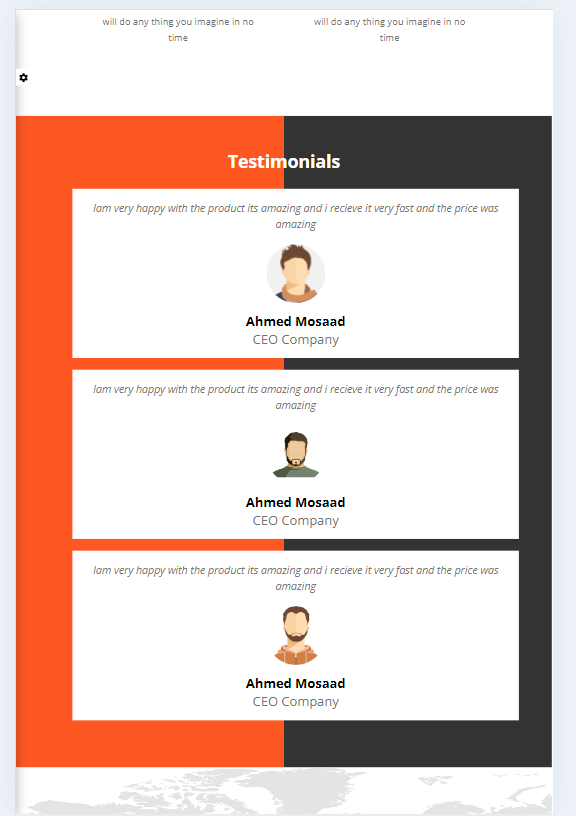 will do any thing you imagine in no
time
will do any thing you imagine in no
time
Testimonials
Iam very happy with the product its amazing and i recieve it very fast and the price was
amazing
Ahmed Mosaad
CEO Company
Iam very happy with the product its amazing and i recieve it very fast and the price was
amazing
Ahmed Mosaad
CEO Company
Iam very happy with the product its amazing and i recieve it very fast and the price was
amazing
Ahmed Mosaad
CEO Company